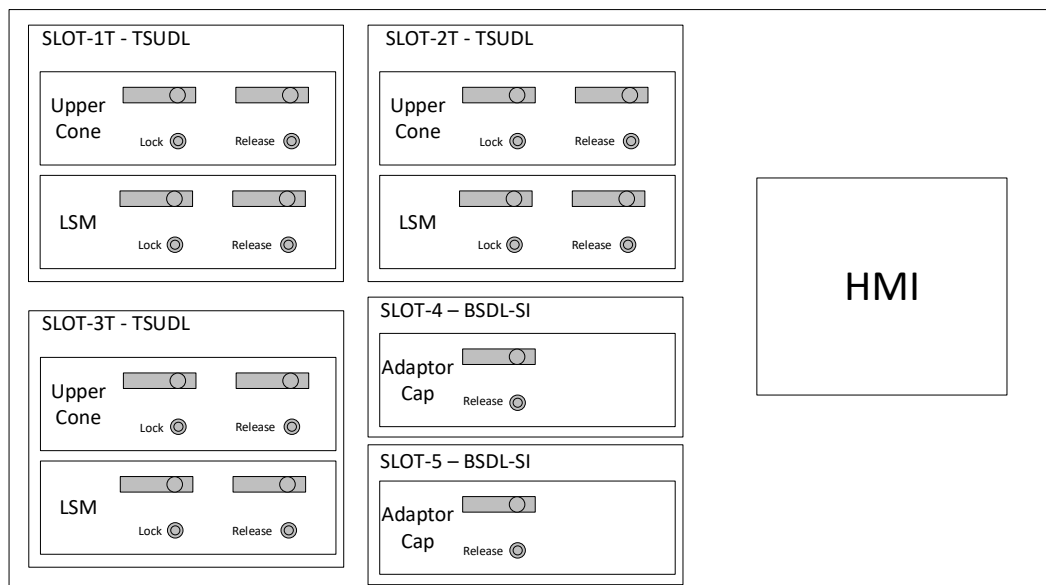 SLOT-1T - TSUDL
Upper
Cone
Lock
Release
LSM
Lock
Release
SLOT-2T - TSUDL
Upper
Cone
Lock
Release
LSM
Lock
Release
SLOT-3T - TSUDL
Upper
Cone
Lock
Release
LSM
Lock
Release
SLOT-4 – BSDL-SI
Adaptor
Cap
Release
SLOT-5 – BSDL-SI
Adaptor
Cap
Release
HMI